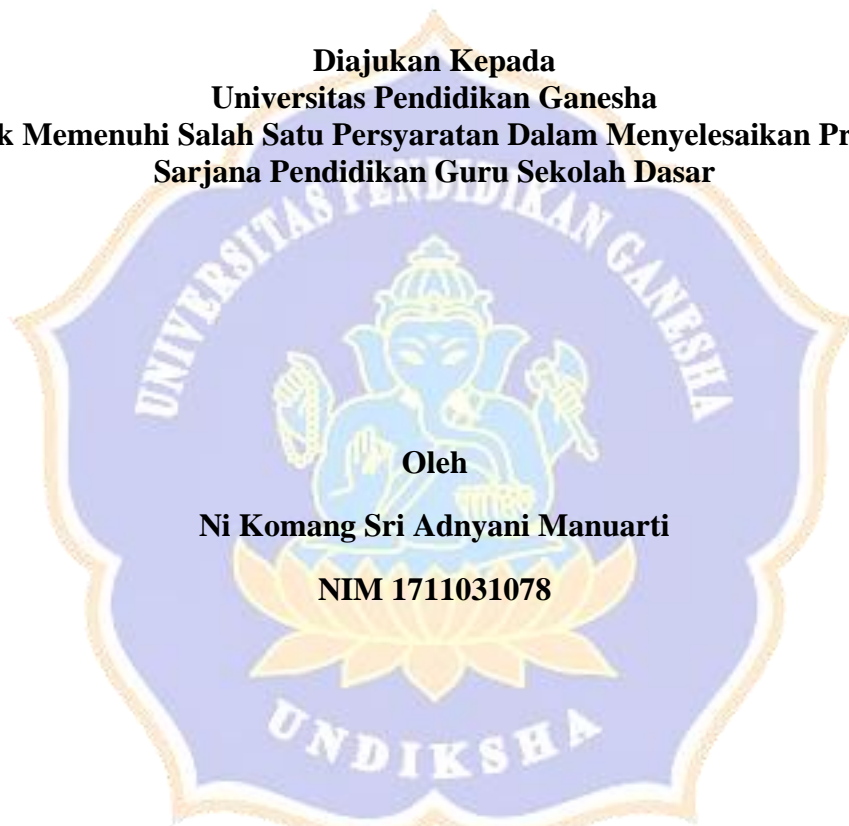 Diajukan Kepada
Universitas Pendidikan Ganesha
k Memenuhi Salah Satu Persyaratan Dalam Menyelesaikan Pr
Sarjana Pendidikan Guru Sekolah Dasar
UNIVERSITAS PENDIDIKAN GANESHA
Oleh
Ni Komang Sri Adnyani Manuarti
NIM 1711031078
UNDIKSHA